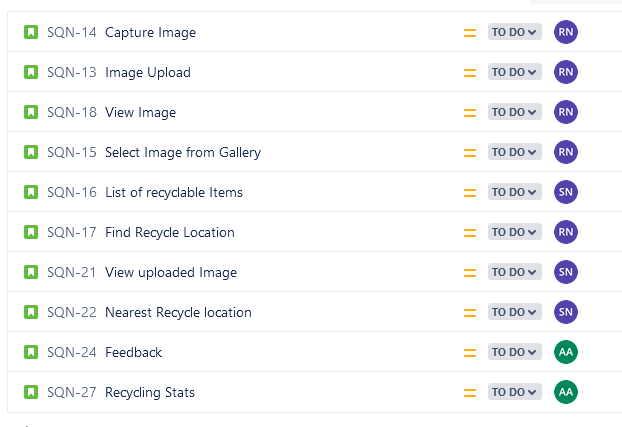 SQN-14 Capture Image TO DO RN
SQN-13 Image Upload TO DO RN
SQN-18 View Image TO DO RN
SQN-15 Select Image from Gallery TO DO RN
SQN-16 List of recyclable Items TO DO SN
SQN-17 Find Recycle Location TO DO RN
SQN-21 View uploaded Image TO DO SN
SQN-22 Nearest Recycle location TO DO SN
SQN-24 Feedback TO DO AA
SQN-27 Recycling Stats TO DO AA